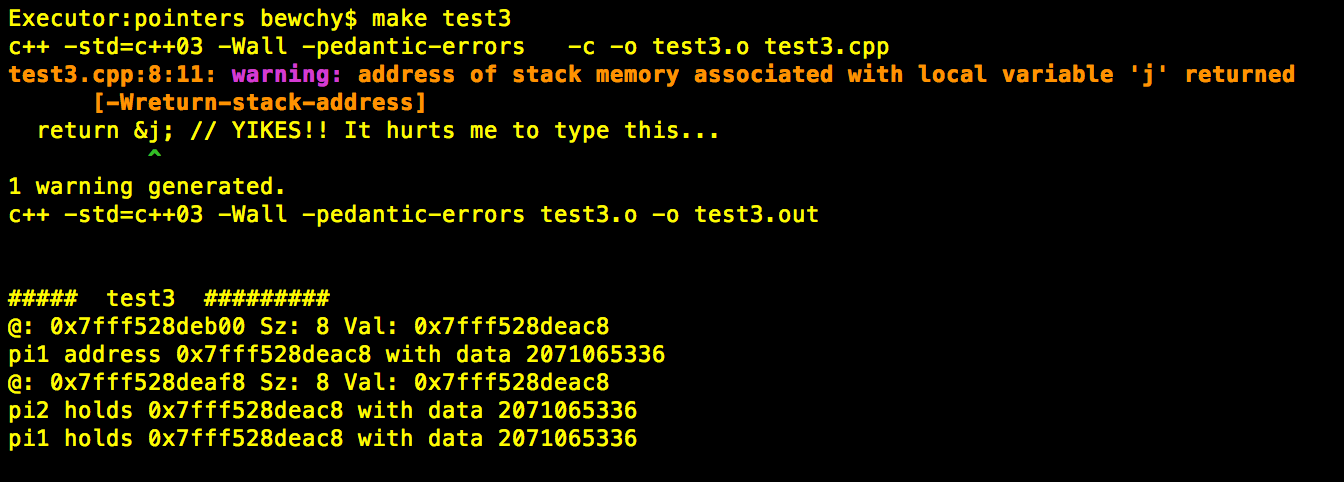 Executor:pointers bewchy$ make test3
c++ -std=c++03 -Wall -pedantic-errors   -c -o test3.o test3.cpp
test3.cpp:8:11: warning: address of stack memory associated with local variable 'j' returned
      [-Wreturn-stack-address]
  return &j; // YIKES!! It hurts me to type this...
          ^
1 warning generated.
c++ -std=c++03 -Wall -pedantic-errors test3.o -o test3.out
#####  test3  #########
@: 0x7fff528deb00 Sz: 8 Val: 0x7fff528deac8
pi1 address 0x7fff528deac8 with data 2071065336
@: 0x7fff528deaf8 Sz: 8 Val: 0x7fff528deac8
pi2 holds 0x7fff528deac8 with data 2071065336
pi1 holds 0x7fff528deac8 with data 2071065336